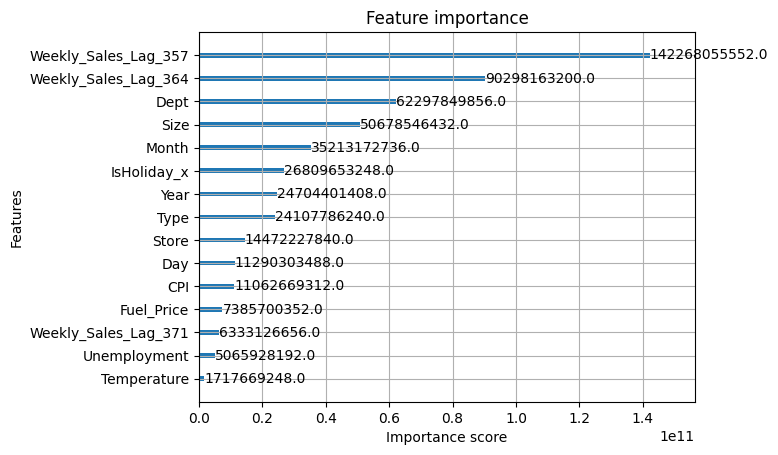 Feature importance
Weekly_Sales_Lag_357 142268055552.0
Weekly_Sales_Lag_364 90298163200.0
Dept 62297849856.0
Size 50678546432.0
Month 35213172736.0
IsHoliday_x 26809653248.0
Year 24704401408.0
Type 24107786240.0
Store 14472227840.0
Day 11290303488.0
CPI 11062669312.0
Fuel_Price 7385700352.0
Weekly_Sales_Lag_371 6333126656.0
Unemployment 5065928192.0
Temperature 1717669248.0
Features
0.0 0.2 0.4 0.6 0.8 1.0 1.2 1.4
1e11
Importance score